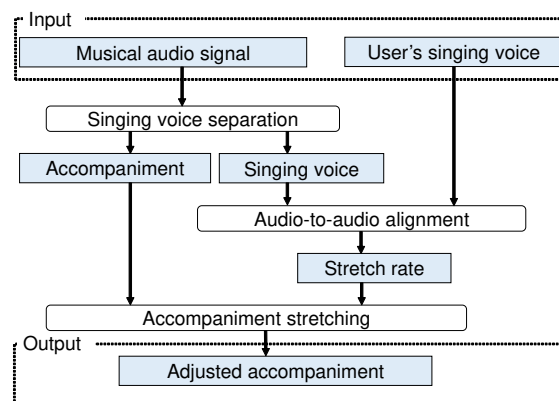 Input
Musical audio signal
User's singing voice
Singing voice separation
Accompaniment
Singing voice
Audio-to-audio alignment
Stretch rate
Accompaniment stretching
Output
Adjusted accompaniment